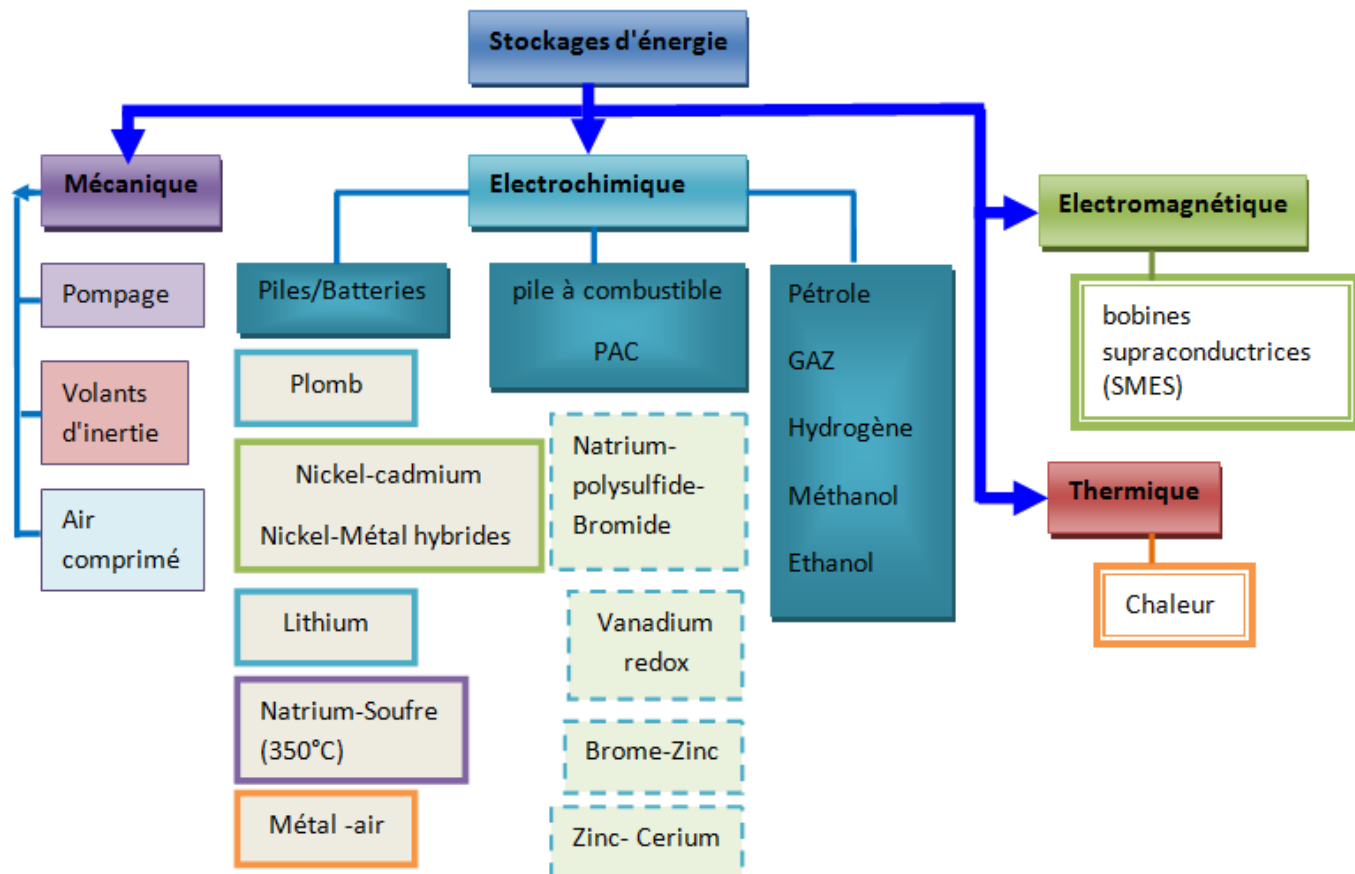 Stockages d'énergie
Mécanique
Electrochimique
Electromagnétique
Pompage
Volants
d'inertie
Air
comprimé
Piles/Batteries
Plomb
Nickel-cadmium
Nickel-Métal hybrides
Lithium
Natrium-Soufre
(350°C)
Métal -air
pile à combustible
PAC
Natrium-
polysulfide-
Bromide
Vanadium
redox
Brome-Zinc
Zinc- Cerium
Pétrole
GAZ
Hydrogène
Méthanol
Ethanol
bobines
supraconductrices
(SMES)
Thermique
Chaleur